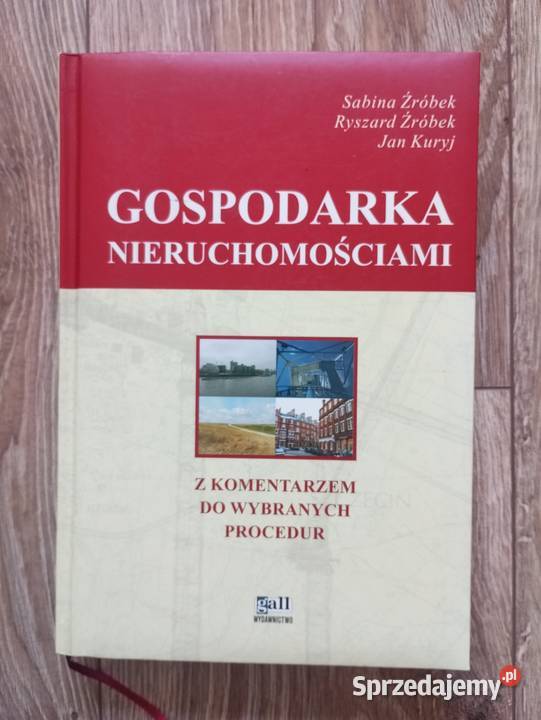 Sabina Źróbek
Ryszard Źróbek
Jan Kuryj
GOSPODARKA
NIERUCHOMOŚCIAMI
Z KOMENTARZEM
DO WYBRANYCH
PROCEDUR
gall
WYDAWNICTWO
Sprzedajemy.pl